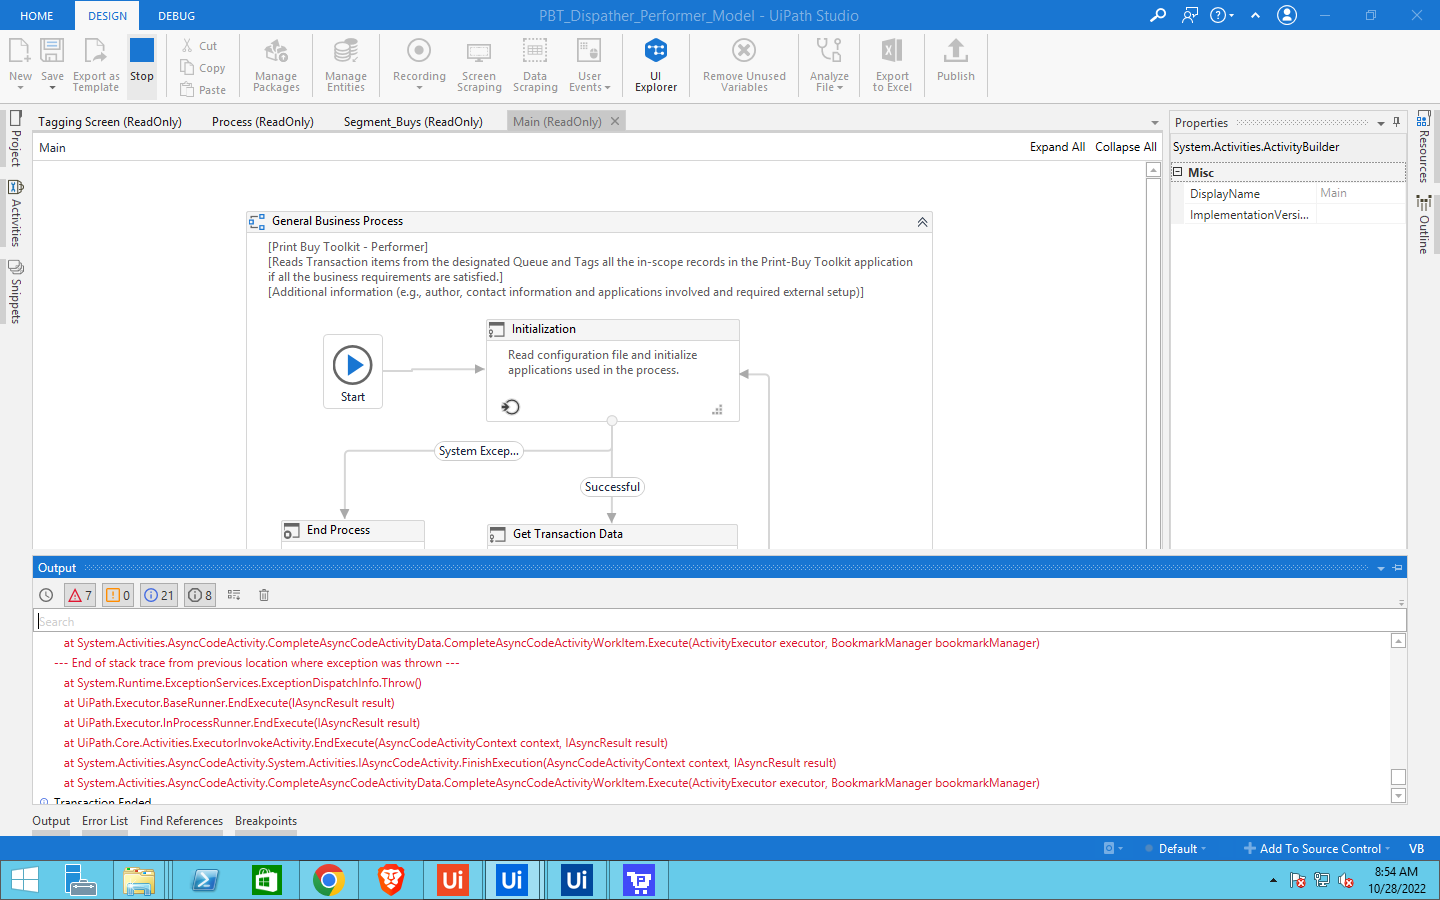 HOME DESIGN DEBUG PBT_Dispather_Performer_Model - UiPath Studio
New Save Export as Template Stop Cut Copy Paste Manage Packages Manage Entities Recording Screen Scraping Data Scraping User Events UI Explorer Remove Unused Variables Analyze File Export to Excel Publish
Tagging Screen (ReadOnly) Process (ReadOnly) Segment_Buys (ReadOnly) Main (ReadOnly)
Main Expand All Collapse All
Project
Activities
Snippets
General Business Process
[Print Buy Toolkit - Performer]
[Reads Transaction items from the designated Queue and Tags all the in-scope records in the Print-Buy Toolkit application
if all the business requirements are satisfied.]
[Additional information (e.g., author, contact information and applications involved and required external setup)]
Start
Initialization
Read configuration file and initialize
applications used in the process.
System Excep...
Successful
End Process
Get Transaction Data
Properties
System.Activities.ActivityBuilder
Misc
DisplayName Main
ImplementationVersi...
Resources
Outline
Output
7 0 21 8
Search
at System.Activities.AsyncCodeActivity.CompleteAsyncCodeActivityData.CompleteAsyncCodeActivityWorkItem.Execute(ActivityExecutor executor, BookmarkManager bookmarkManager)
--- End of stack trace from previous location where exception was thrown ---
at System.Runtime.ExceptionServices.ExceptionDispatchInfo.Throw()
at UiPath.Executor.BaseRunner.EndExecute(IAsyncResult result)
at UiPath.Executor.InProcessRunner.EndExecute(IAsyncResult result)
at UiPath.Core.Activities.ExecutorInvokeActivity.EndExecute(AsyncCodeActivityContext context, IAsyncResult result)
at System.Activities.AsyncCodeActivity.System.Activities.IAsyncCodeActivity.FinishExecution(AsyncCodeActivityContext context, IAsyncResult result)
at System.Activities.AsyncCodeActivity.CompleteAsyncCodeActivityData.CompleteAsyncCodeActivityWorkItem.Execute(ActivityExecutor executor, BookmarkManager bookmarkManager)
Transaction Ended
Output Error List Find References Breakpoints
Default Add To Source Control VB
Ui Ui Ui
8:54 AM
10/28/2022